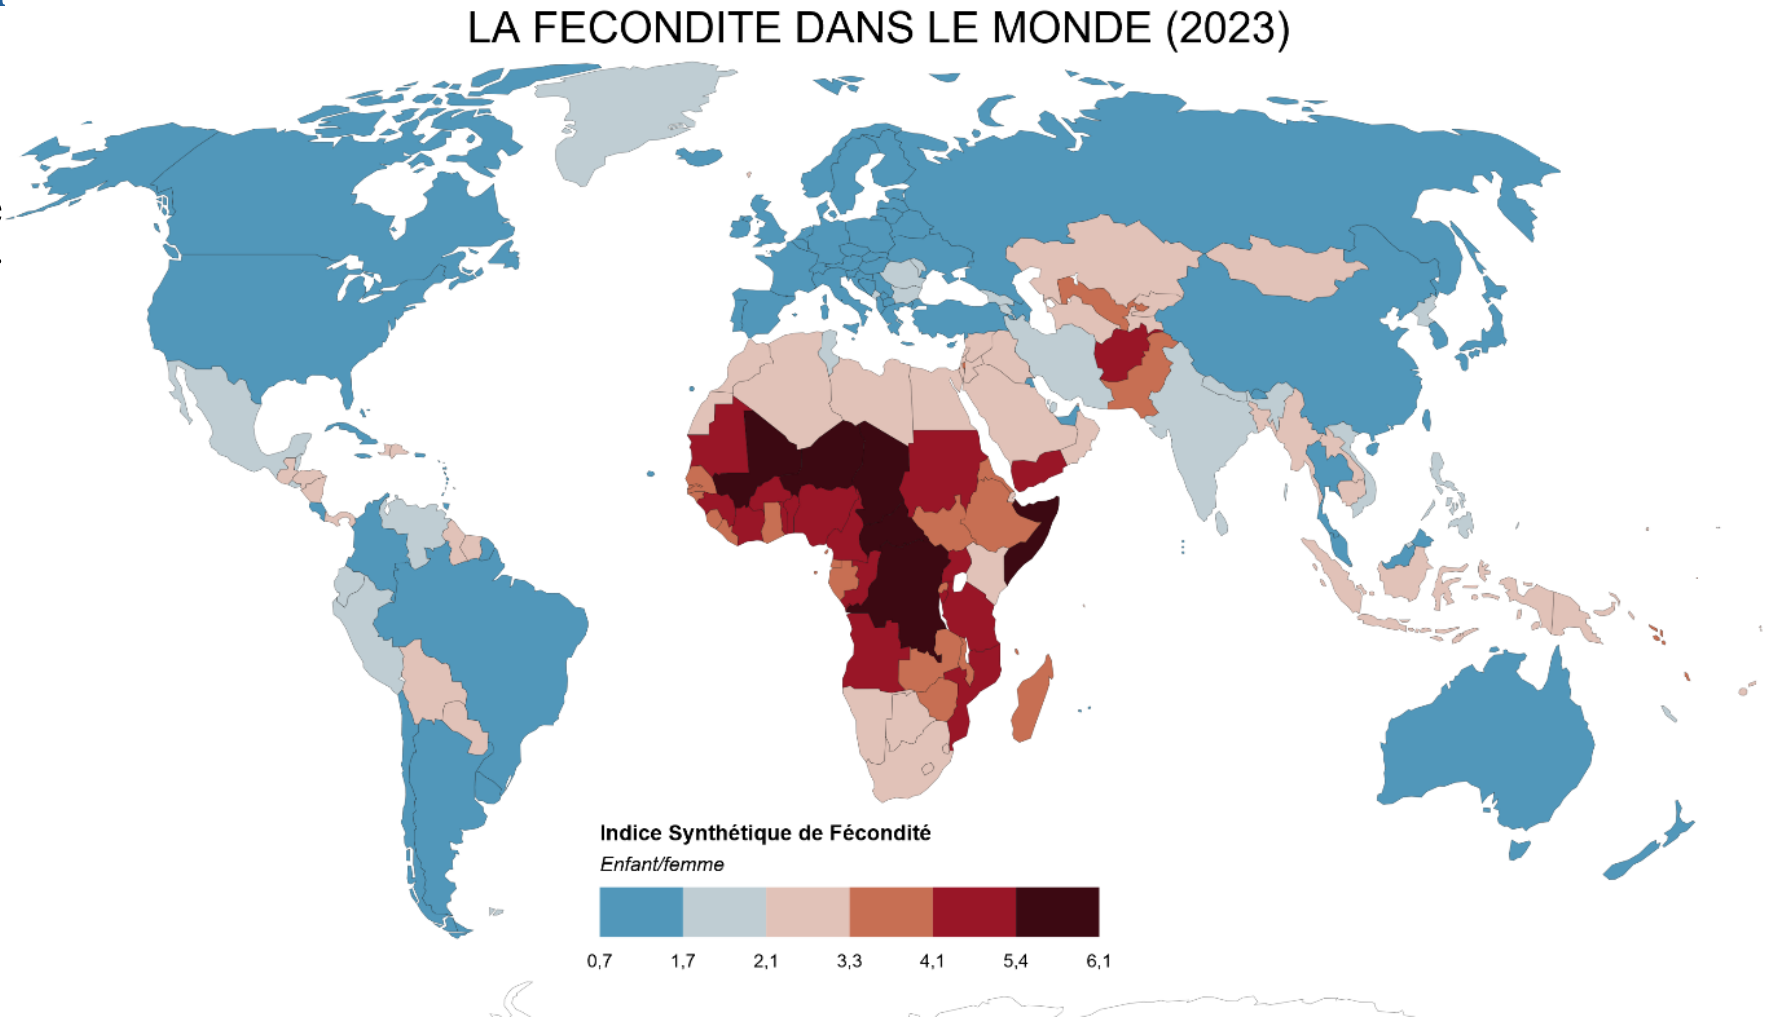 LA FECONDITE DANS LE MONDE (2023)
Indice Synthétique de Fécondité
Enfant/femme
0,7 1,7 2,1 3,3 4,1 5,4 6,1